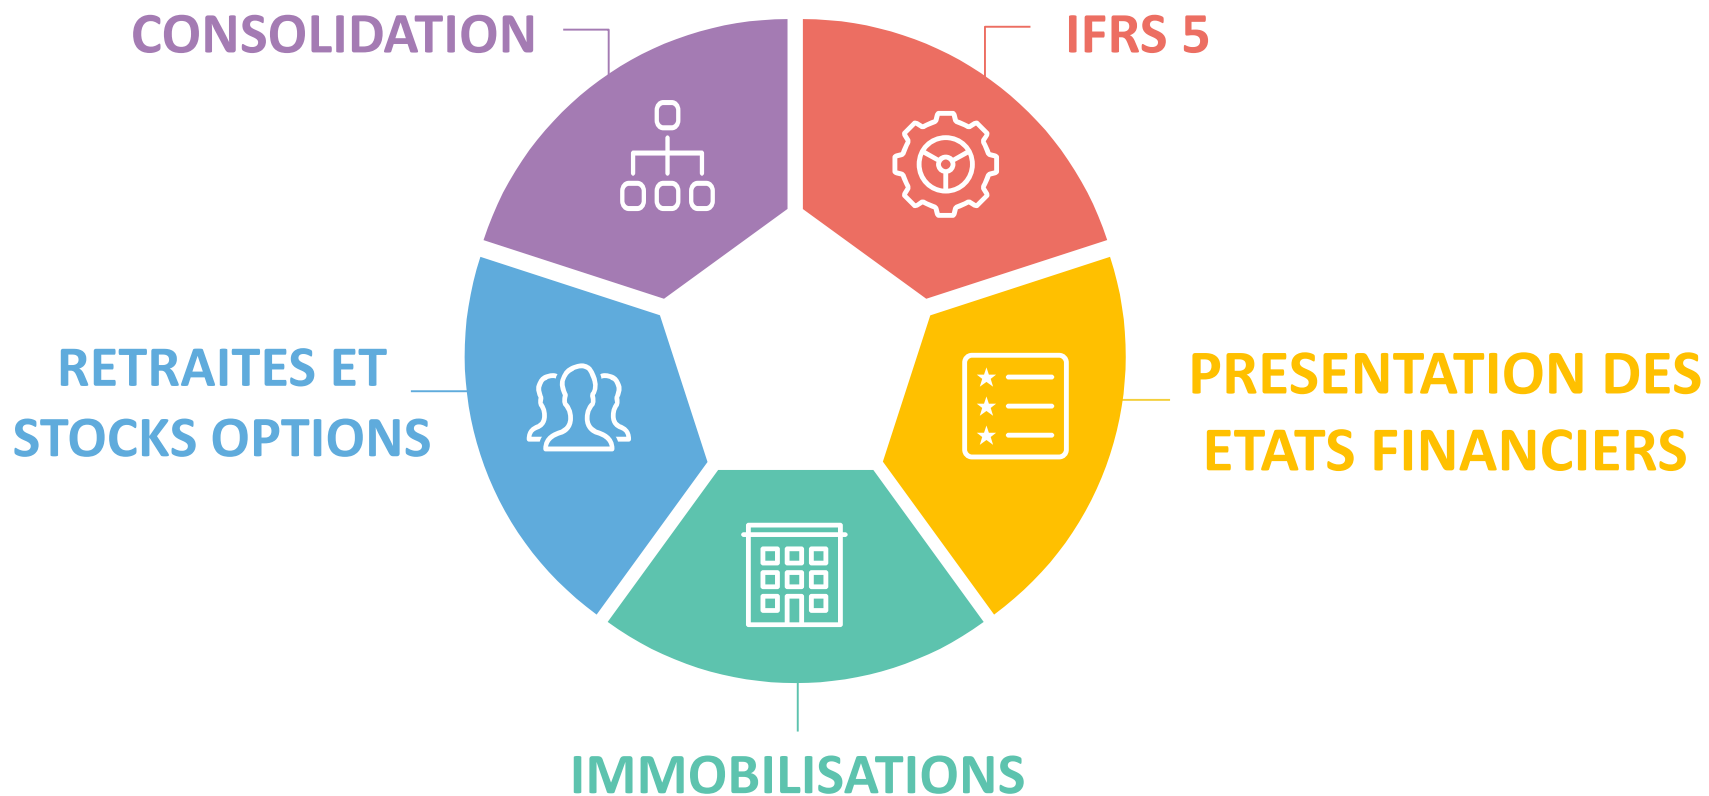 CONSOLIDATION
IFRS 5
RETRAITES ET
STOCKS OPTIONS
PRESENTATION DES
ETATS FINANCIERS
IMMOBILISATIONS